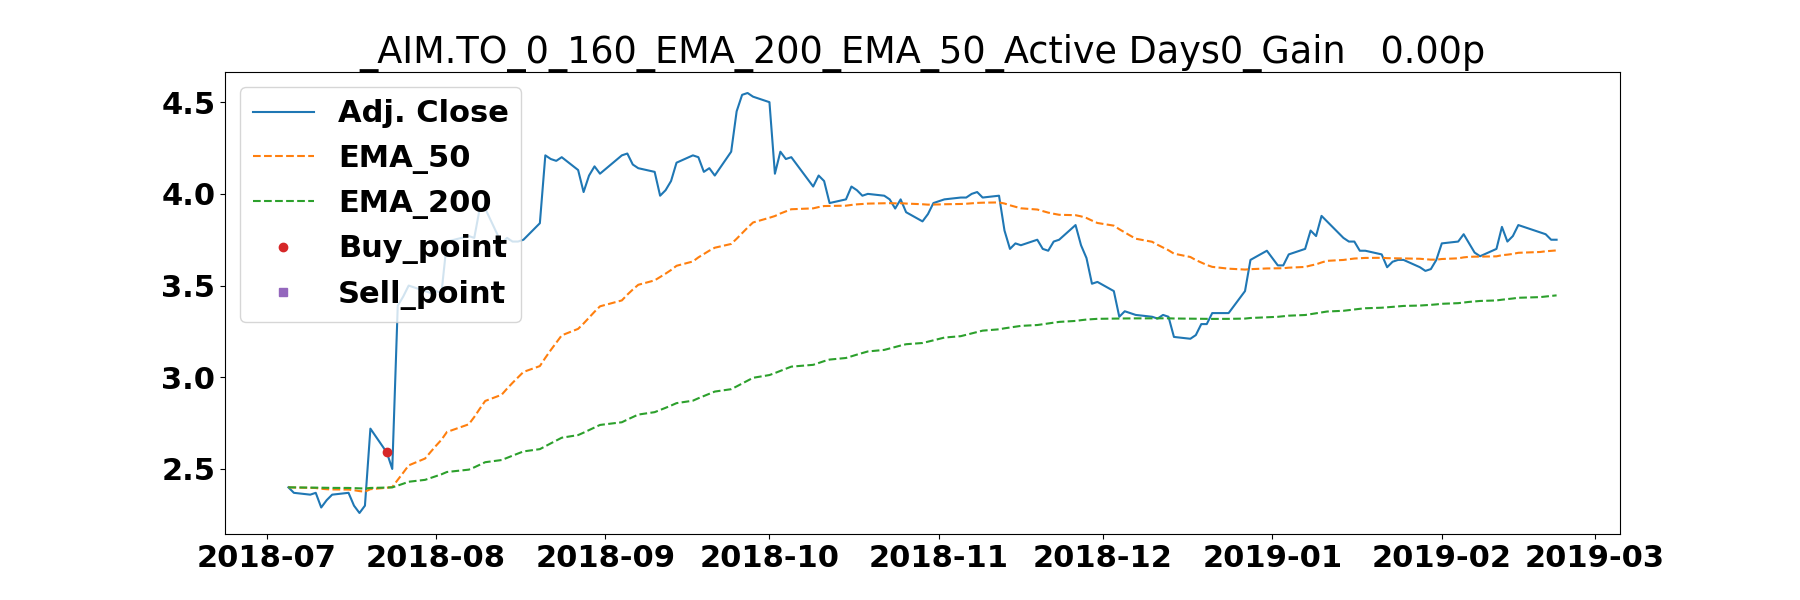 _AIM.TO_0_160_EMA_200_EMA_50_Active Days0_Gain   0.00p
Adj. Close
EMA_50
EMA_200
Buy_point
Sell_point
4.5
4.0
3.5
3.0
2.5
2018-07 2018-08 2018-09 2018-10 2018-11 2018-12 2019-01 2019-02 2019-03